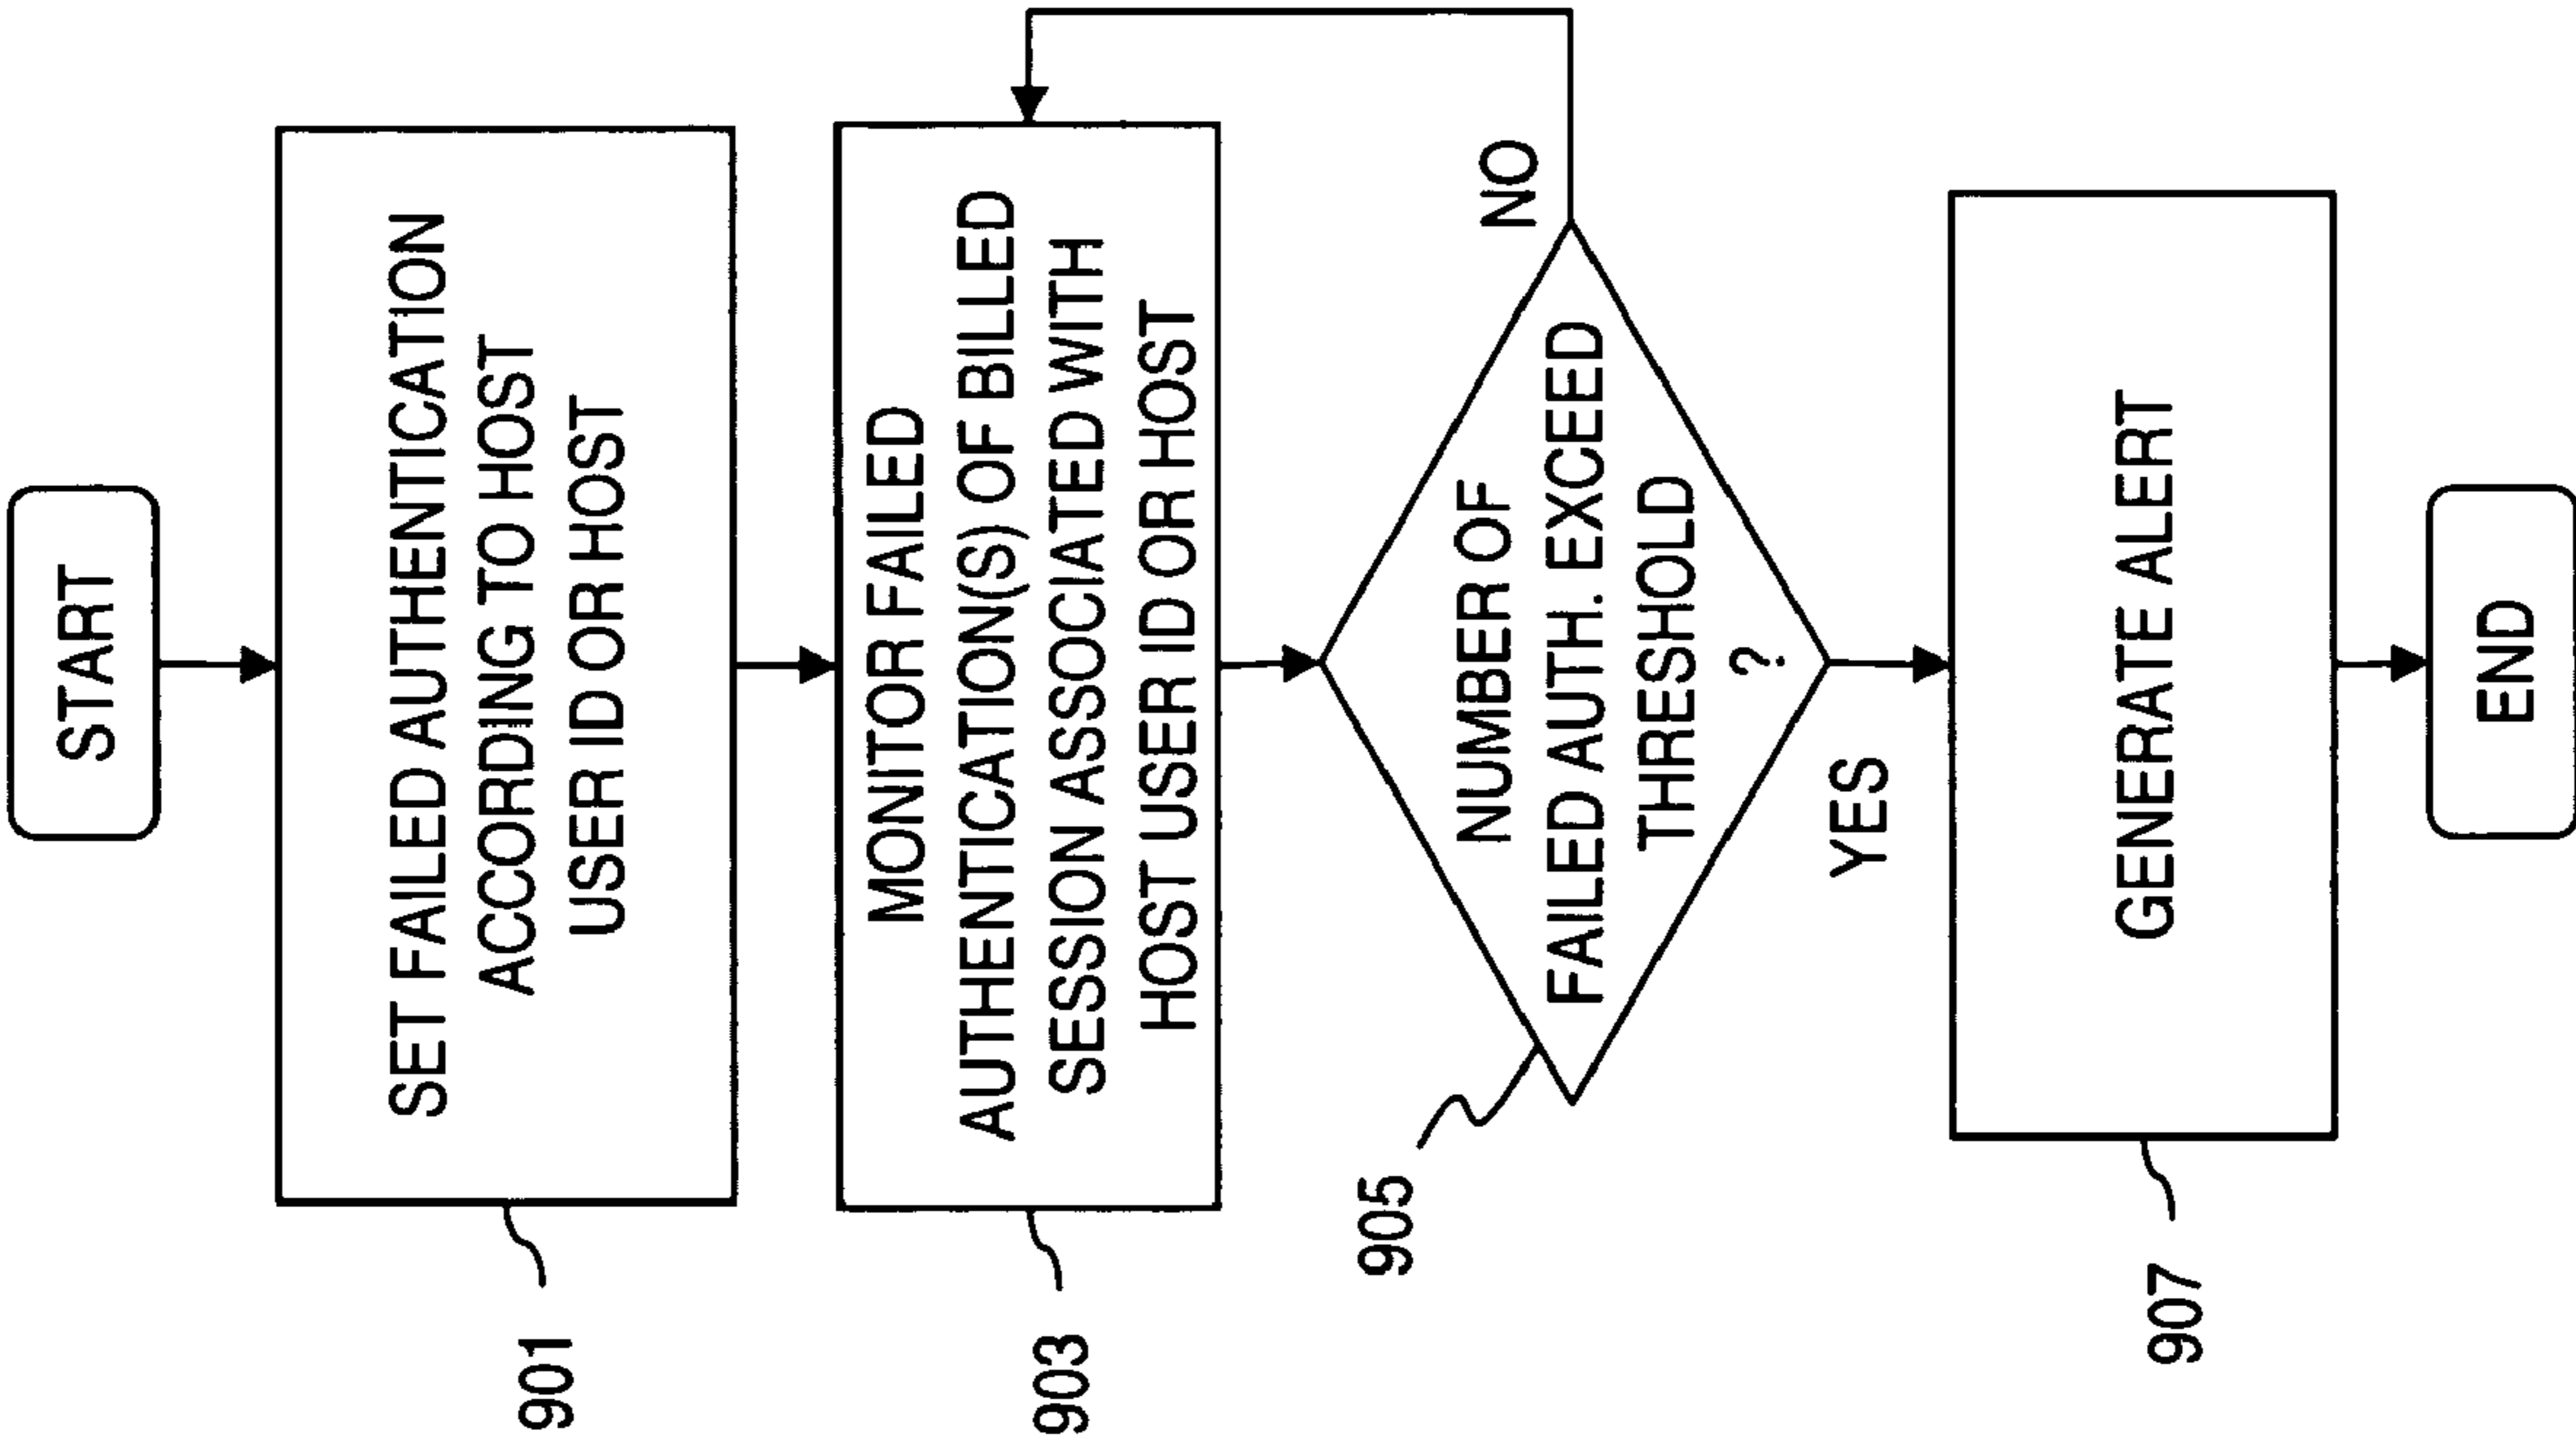 START
SET FAILED AUTHENTICATION
ACCORDING TO HOST
USER ID OR HOST
901
MONITOR FAILED
AUTHENTICATION(S) OF BILLED
SESSION ASSOCIATED WITH
HOST USER ID OR HOST
903
NUMBER OF
FAILED AUTH. EXCEED
THRESHOLD
?
NO
905
YES
GENERATE ALERT
907
END